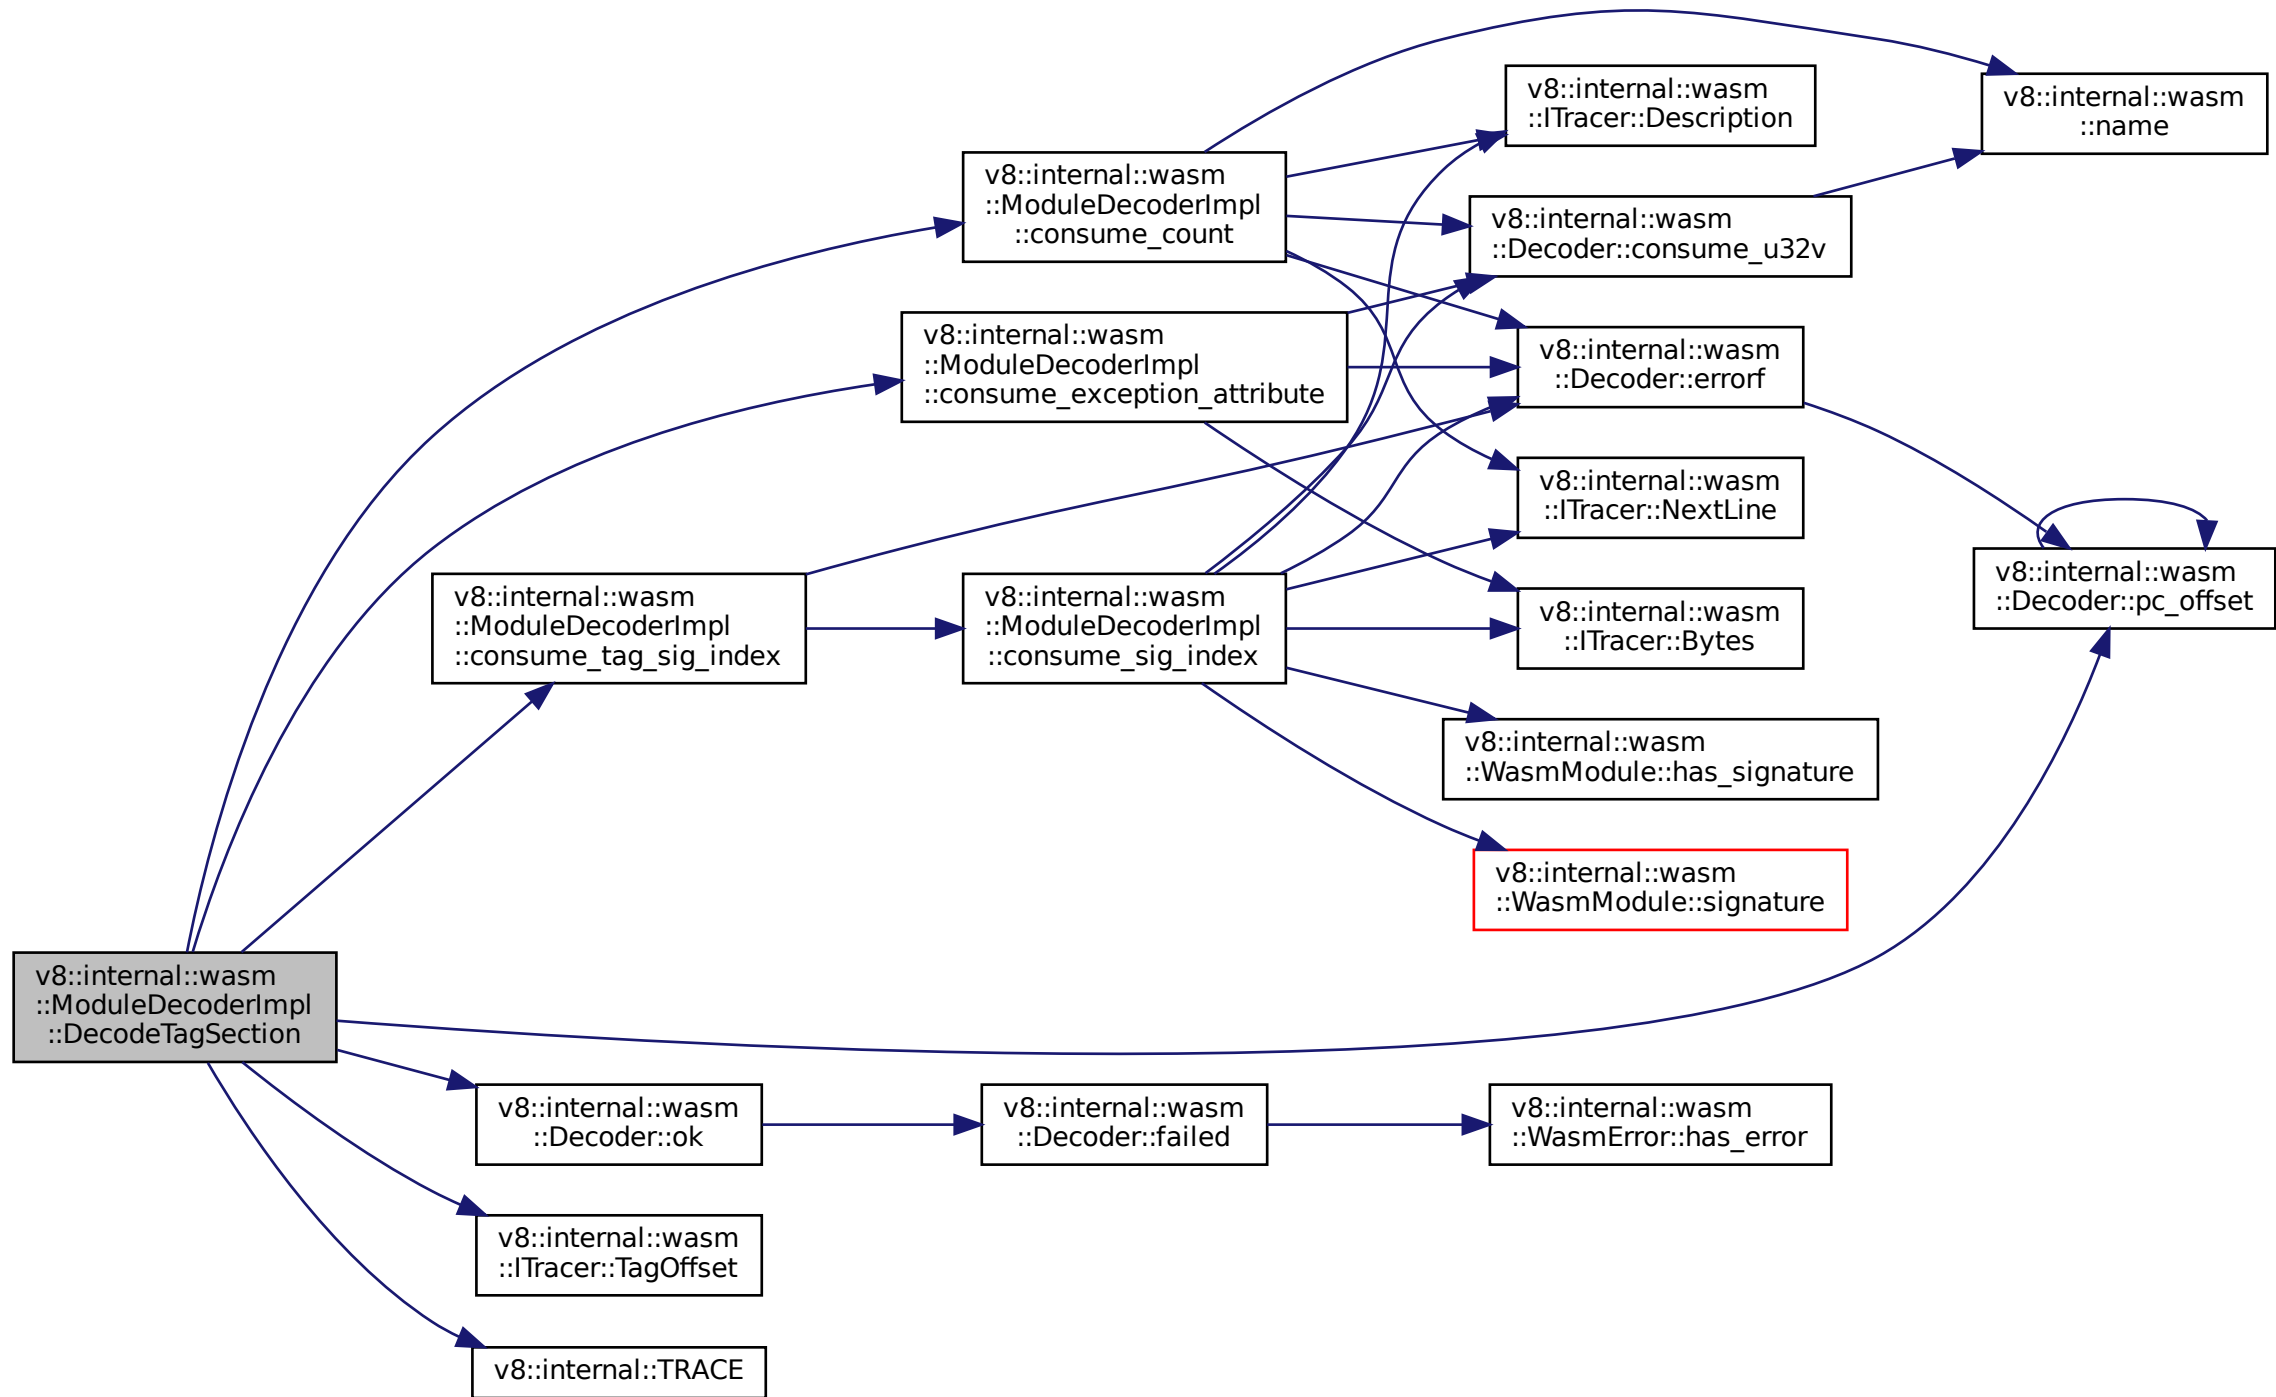 v8::internal::wasm
::ITracer::Description
v8::internal::wasm
::name
v8::internal::wasm
::ModuleDecoderImpl
::consume_count
v8::internal::wasm
::Decoder::consume_u32v
v8::internal::wasm
::ModuleDecoderImpl
::consume_exception_attribute
v8::internal::wasm
::Decoder::errorf
v8::internal::wasm
::ITracer::NextLine
v8::internal::wasm
::Decoder::pc_offset
v8::internal::wasm
::ModuleDecoderImpl
::consume_tag_sig_index
v8::internal::wasm
::ModuleDecoderImpl
::consume_sig_index
v8::internal::wasm
::ITracer::Bytes
v8::internal::wasm
::WasmModule::has_signature
v8::internal::wasm
::WasmModule::signature
v8::internal::wasm
::ModuleDecoderImpl
::DecodeTagSection
v8::internal::wasm
::Decoder::ok
v8::internal::wasm
::Decoder::failed
v8::internal::wasm
::WasmError::has_error
v8::internal::wasm
::ITracer::TagOffset
v8::internal::TRACE